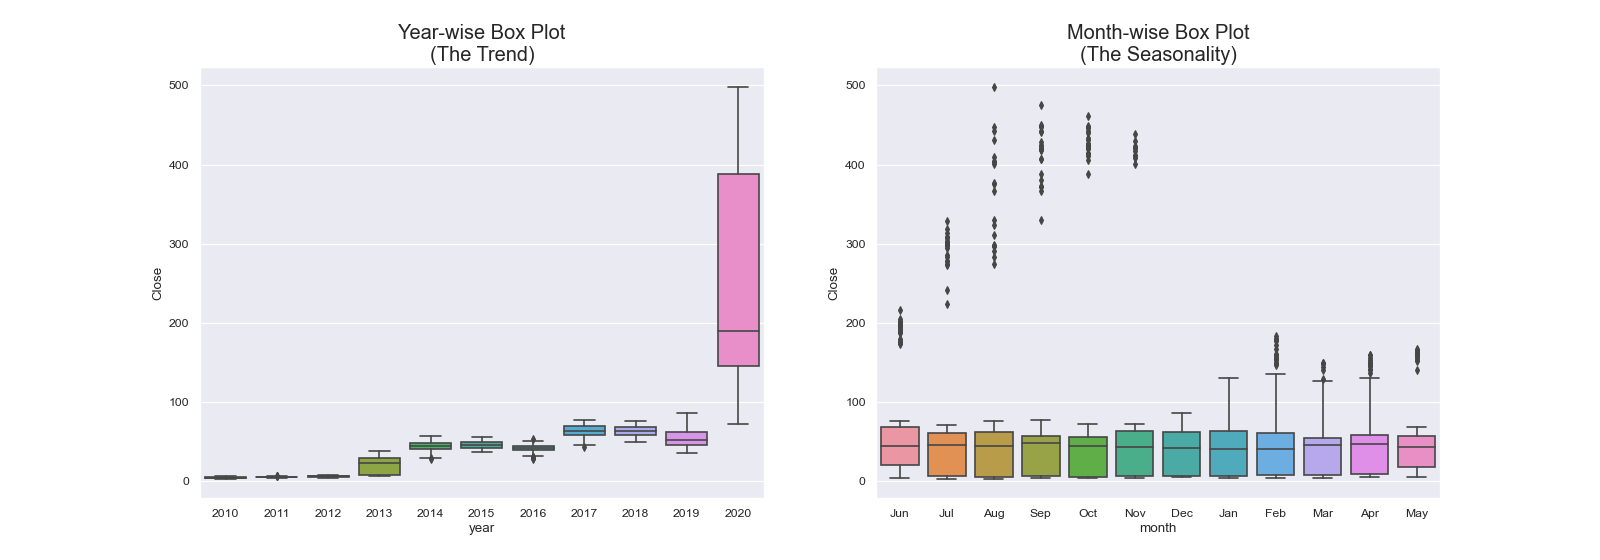 Year-wise Box Plot
(The Trend)
500
400
300
200
100
0
Close
2010 2011 2012 2013 2014 2015 2016 2017 2018 2019 2020
year
Month-wise Box Plot
(The Seasonality)
500
400
300
200
100
0
Close
Jun Jul Aug Sep Oct Nov Dec Jan Feb Mar Apr May
month